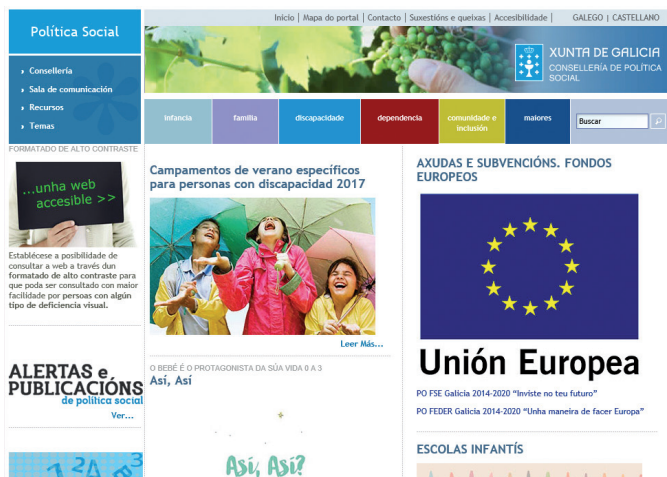 Política Social
Inicio | Mapa do portal | Contacto | Suxestións e queixas | Accesibilidade |
GALEGO | CASTELLANO
XUNTA DE GALICIA
CONSELLERÍA DE POLÍTICA
SOCIAL
Consellería
Sala de comunicación
Recursos
Temas
infancia
familia
discapacidade
dependencia
comunidade e
inclusión
maiores
Buscar
FORMATADO DE ALTO CONTRASTE
...unha web
accesible >>
Establécese a posibilidade de
consultar a web a través dun
formatado de alto contraste para
que poda ser consultado con maior
facilidade por persoas con algún
tipo de deficiencia visual.
ALERTAS e
PUBLICACIÓNS
de política social
Ver...
1 2 4 3
Campamentos de verano específicos
para personas con discapacidad 2017
Leer Más...
O BEBÉ É O PROTAGONISTA DA SÚA VIDA 0 A 3
Así, Así
Así, Así?
AXUDAS E SUBVENCIÓNS. FONDOS
EUROPEOS
Unión Europea
PO FSE Galicia 2014-2020 “Inviste no teu futuro”
PO FEDER Galicia 2014-2020 “Unha maneira de facer Europa”
ESCOLAS INFANTÍS